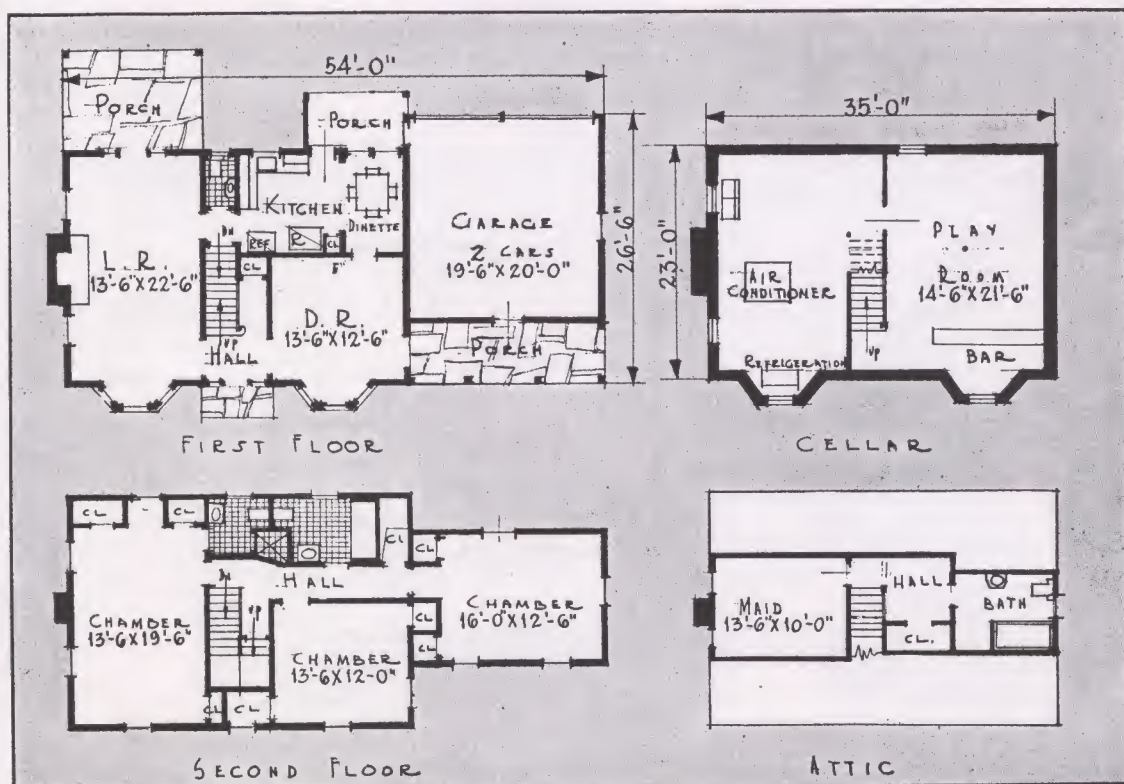 54'-0"
PORCH
PORCH
KITCHEN
DINETTE
DN
REF.
R
CL
CL
L. R.
13'-6"X22'-6"
D. R.
13'-6"X12'-6"
UP
HALL
GARAGE
2 CARS
19'-6"X20'-0"
26'-6"
PORCH
FIRST FLOOR
35'-0"
23'-0"
PLAY
ROOM
14'-6"X21'-6"
AIR
CONDITIONER
UP
REFRIGERATION
BAR
CELLAR
CL
CL
CL
CL
HALL
DN
UP
CHAMBER
13'-6X19'-6"
CHAMBER
16'-0"X12'-6"
CL
CL
CHAMBER
13'-6X12'-0"
CL
CL
SECOND FLOOR
HALL
MAID
13'-6"X10'-0"
BATH
CL.
ATTIC